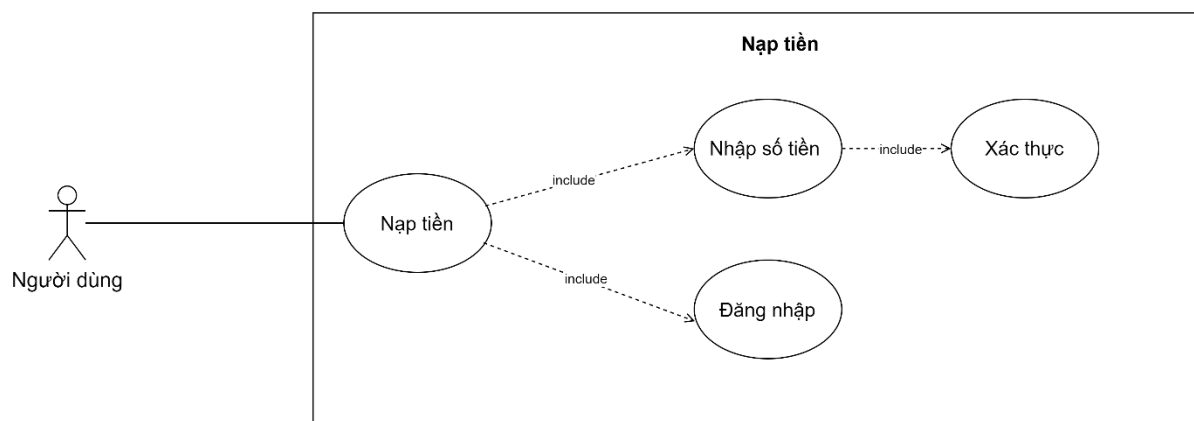 Nạp tiền
Nhập số tiền
include
Xác thực
include
Nạp tiền
Người dùng
include
Đăng nhập